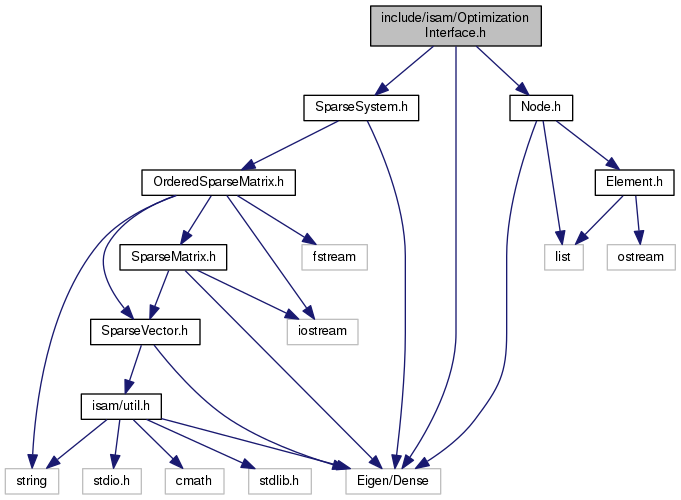 include/isam/Optimization
Interface.h
SparseSystem.h
Node.h
OrderedSparseMatrix.h
Element.h
SparseMatrix.h
fstream
list
ostream
SparseVector.h
iostream
isam/util.h
string
stdio.h
cmath
stdlib.h
Eigen/Dense